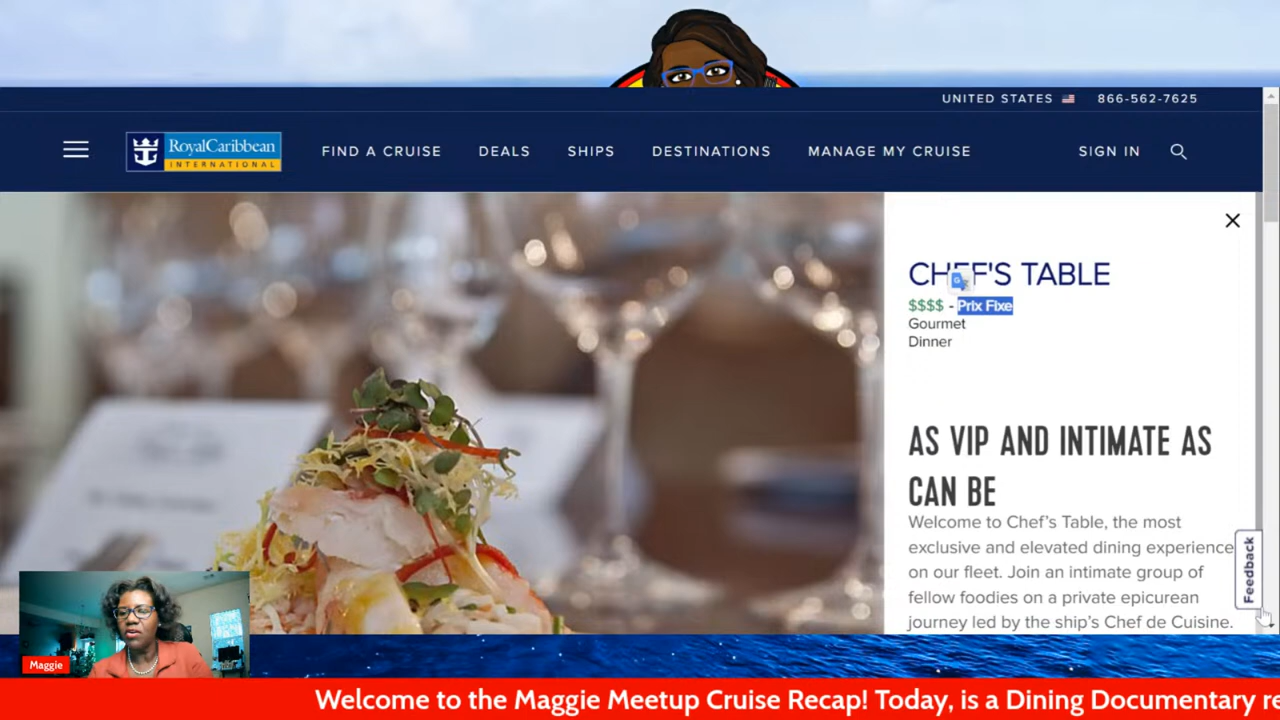 UNITED STATES 866-562-7625
RoyalCaribbean
INTERNATIONAL
FIND A CRUISE DEALS SHIPS DESTINATIONS MANAGE MY CRUISE SIGN IN
CHEF'S TABLE
$$$$ - Prix Fixe
Gourmet
Dinner
AS VIP AND INTIMATE AS
CAN BE
Welcome to Chef's Table, the most
exclusive and elevated dining experience
on our fleet. Join an intimate group of
fellow foodies on a private epicurean
journey led by the ship's Chef de Cuisine.
Feedback
Maggie
Welcome to the Maggie Meetup Cruise Recap! Today, is a Dining Documentary re